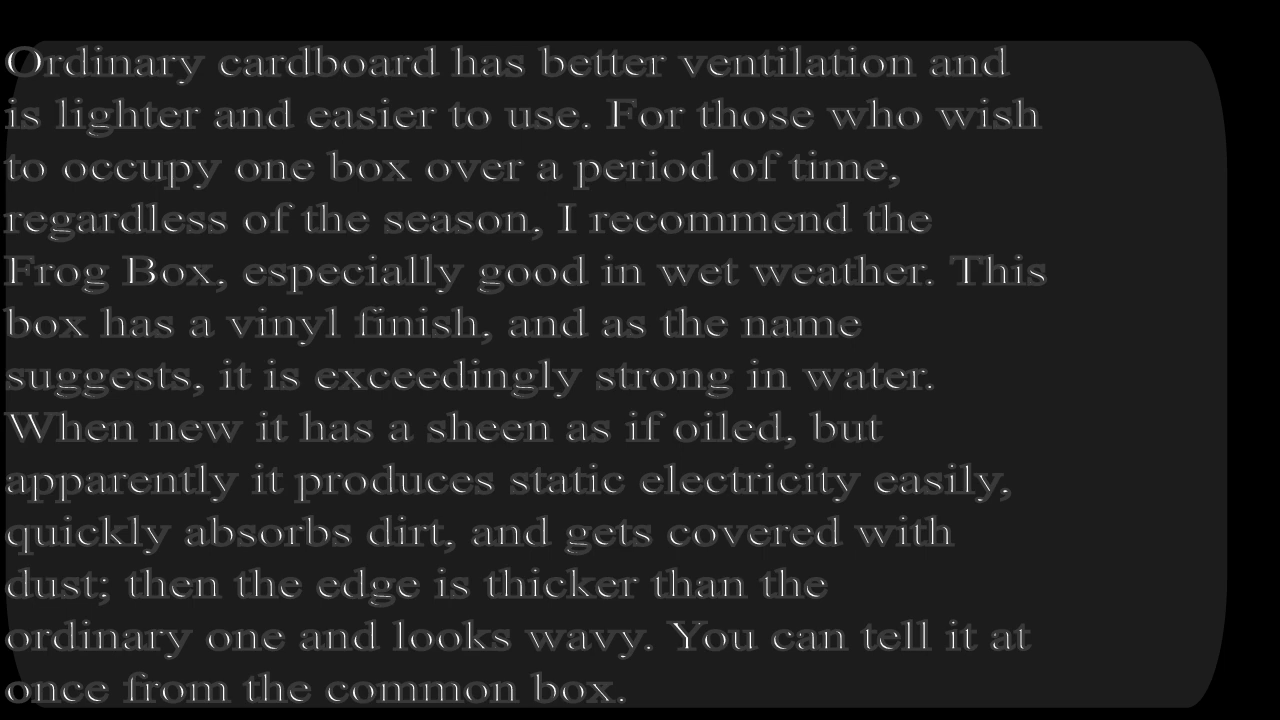 Ordinary cardboard has better ventilation and
is lighter and easier to use. For those who wish
to occupy one box over a period of time,
regardless of the season, I recommend the
Frog Box, especially good in wet weather. This
box has a vinyl finish, and as the name
suggests, it is exceedingly strong in water.
When new it has a sheen as if oiled, but
apparently it produces static electricity easily,
quickly absorbs dirt, and gets covered with
dust; then the edge is thicker than the
ordinary one and looks wavy. You can tell it at
once from the common box.